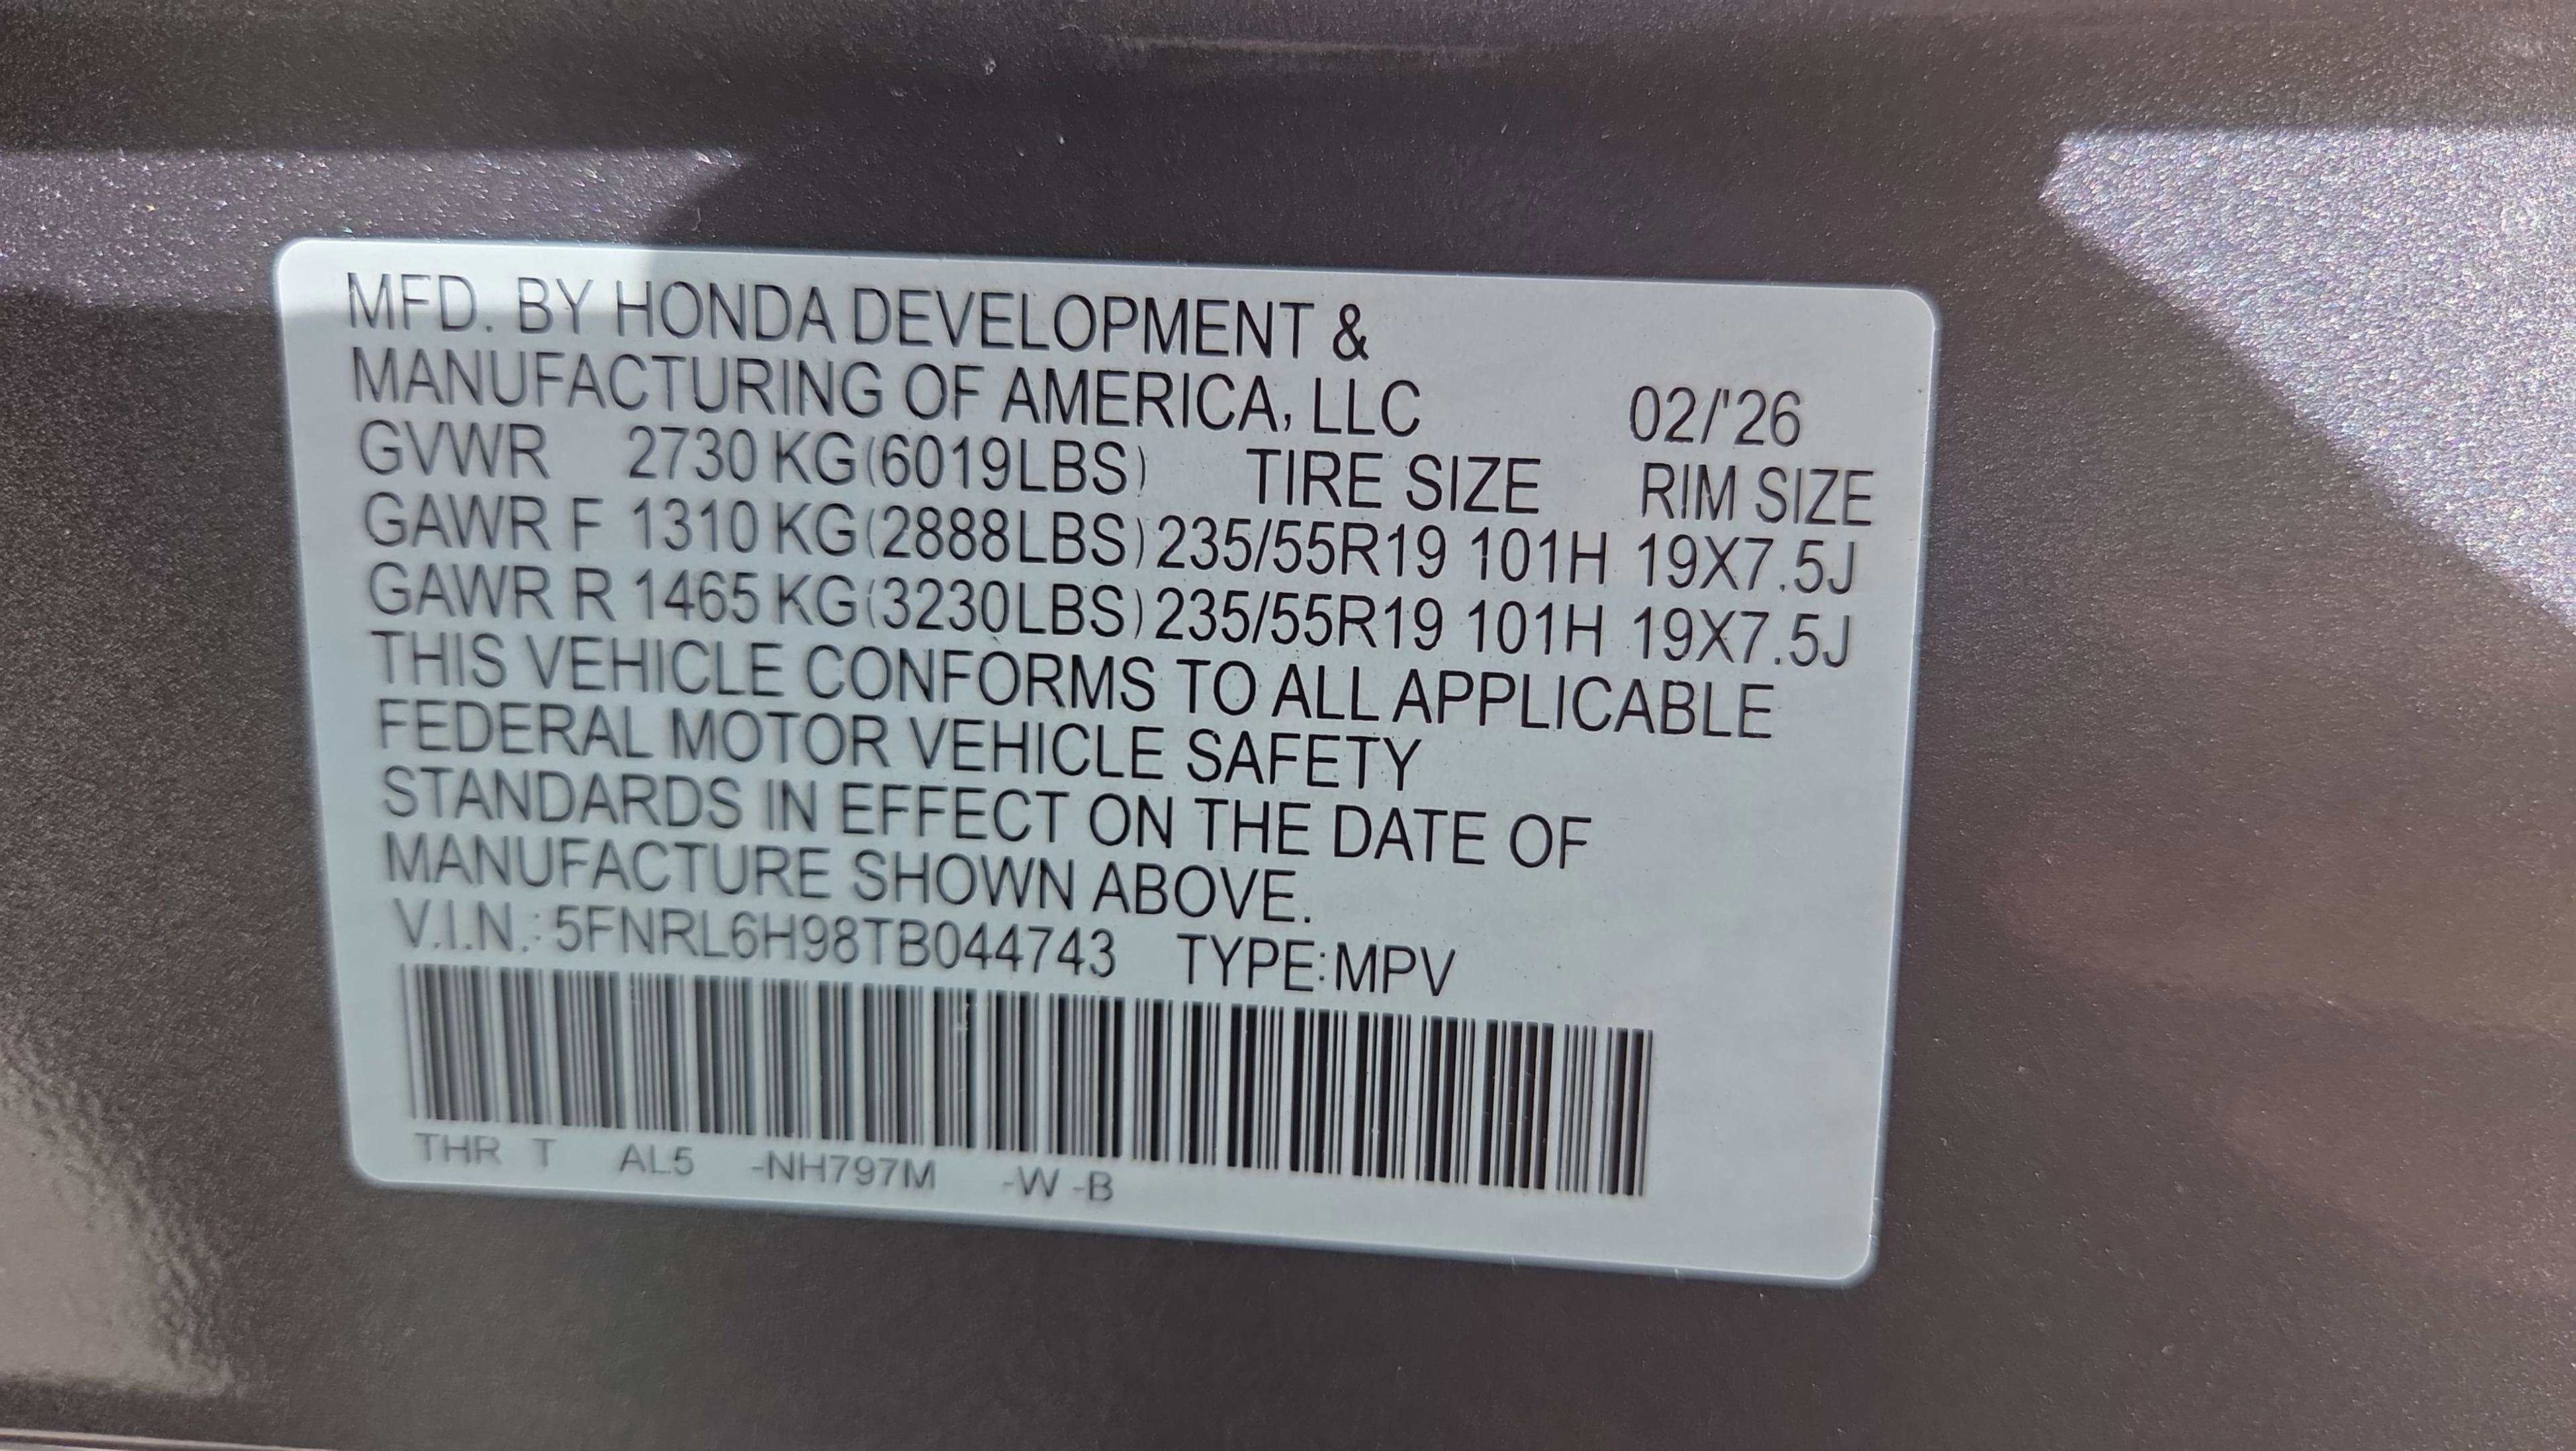 MFD. BY HONDA DEVELOPMENT &
MANUFACTURING OF AMERICA, LLC 02/'26
GVWR 2730 KG(6019LBS) TIRE SIZE RIM SIZE
GAWR F 1310 KG(2888LBS) 235/55R19 101H 19X7.5J
GAWR R 1465 KG(3230LBS) 235/55R19 101H 19X7.5J
THIS VEHICLE CONFORMS TO ALL APPLICABLE
FEDERAL MOTOR VEHICLE SAFETY
STANDARDS IN EFFECT ON THE DATE OF
MANUFACTURE SHOWN ABOVE.
V.I.N.: 5FNRL6H98TB044743 TYPE:MPV
THR T AL5 -NH797M -W -B